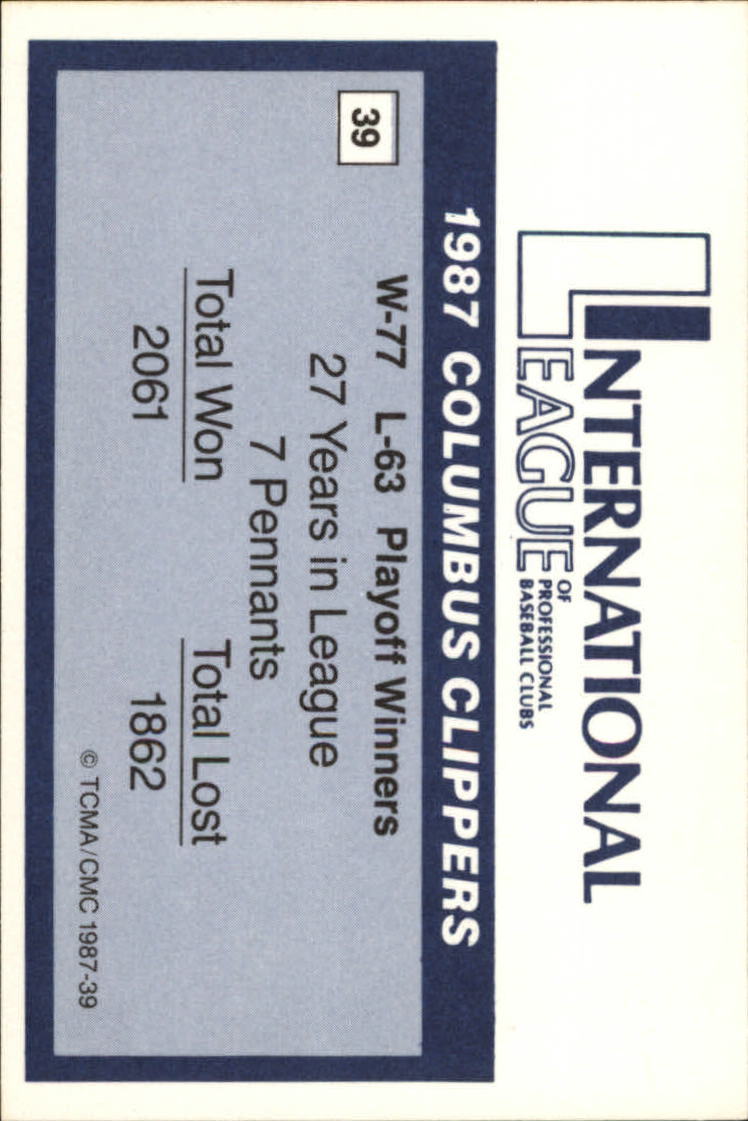 INTERNATIONAL
LEAGUE OF PROFESSIONAL BASEBALL CLUBS
1987 COLUMBUS CLIPPERS
39
W-77 L-63 Playoff Winners
27 Years in League
7 Pennants
Total Won Total Lost
2061 1862
© TCMA/CMC 1987-39